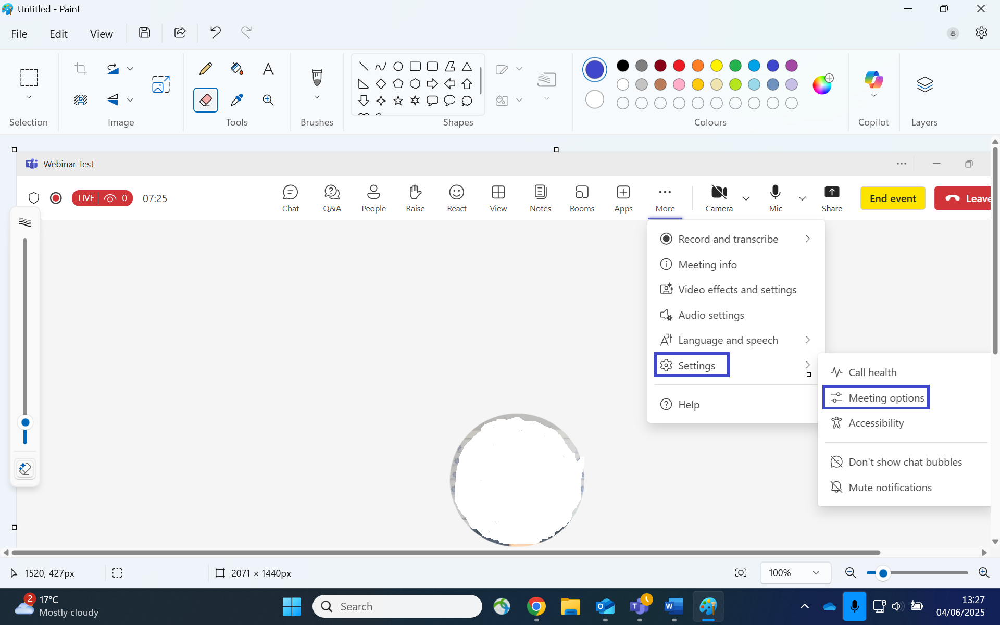 Untitled - Paint
File Edit View
8
Selection Image Tools Brushes Shapes Colours Copilot Layers
Webinar Test
LIVE 0 07:25
Chat Q&A People Raise React View Notes Rooms Apps More Camera Mic Share End event Leave
Record and transcribe
Meeting info
Video effects and settings
Audio settings
Language and speech
Settings
Help
Call health
Meeting options
Accessibility
Don't show chat bubbles
Mute notifications
1520, 427px
2071 × 1440px
100%
2
17°C
Mostly cloudy
Search
13:27
04/06/2025